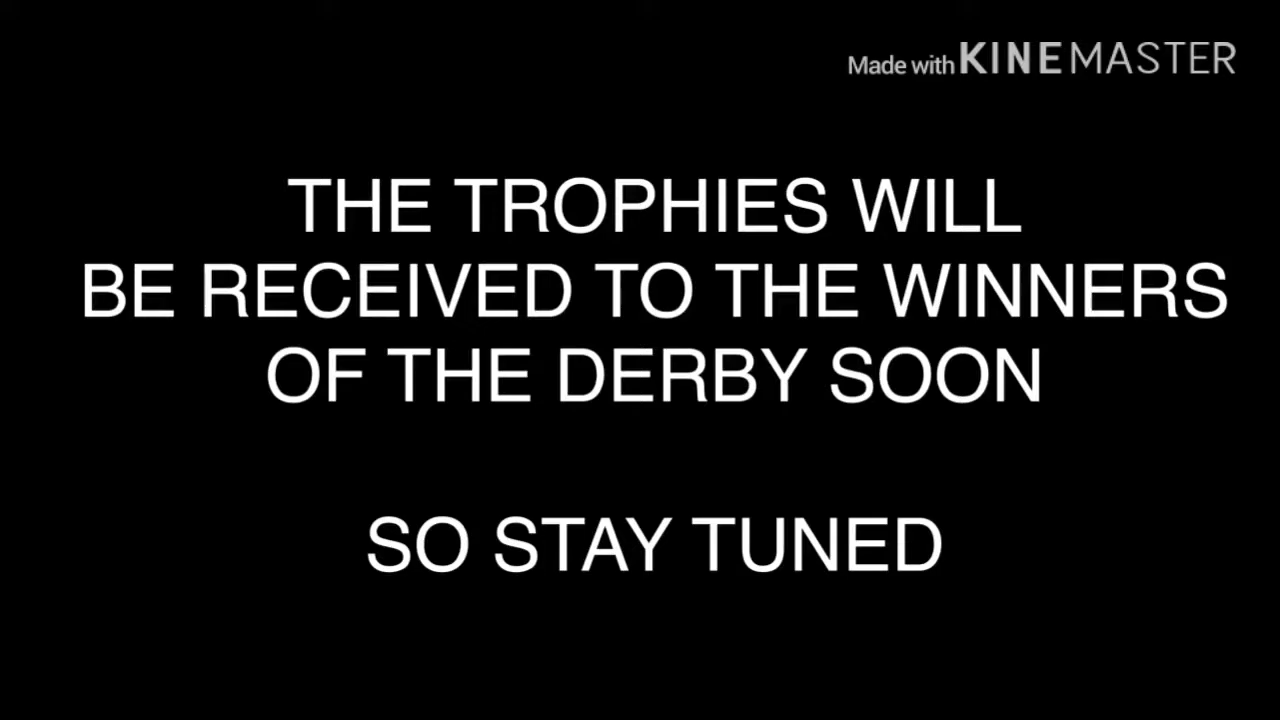 Made with KINEMASTER
THE TROPHIES WILL
BE RECEIVED TO THE WINNERS
OF THE DERBY SOON
SO STAY TUNED